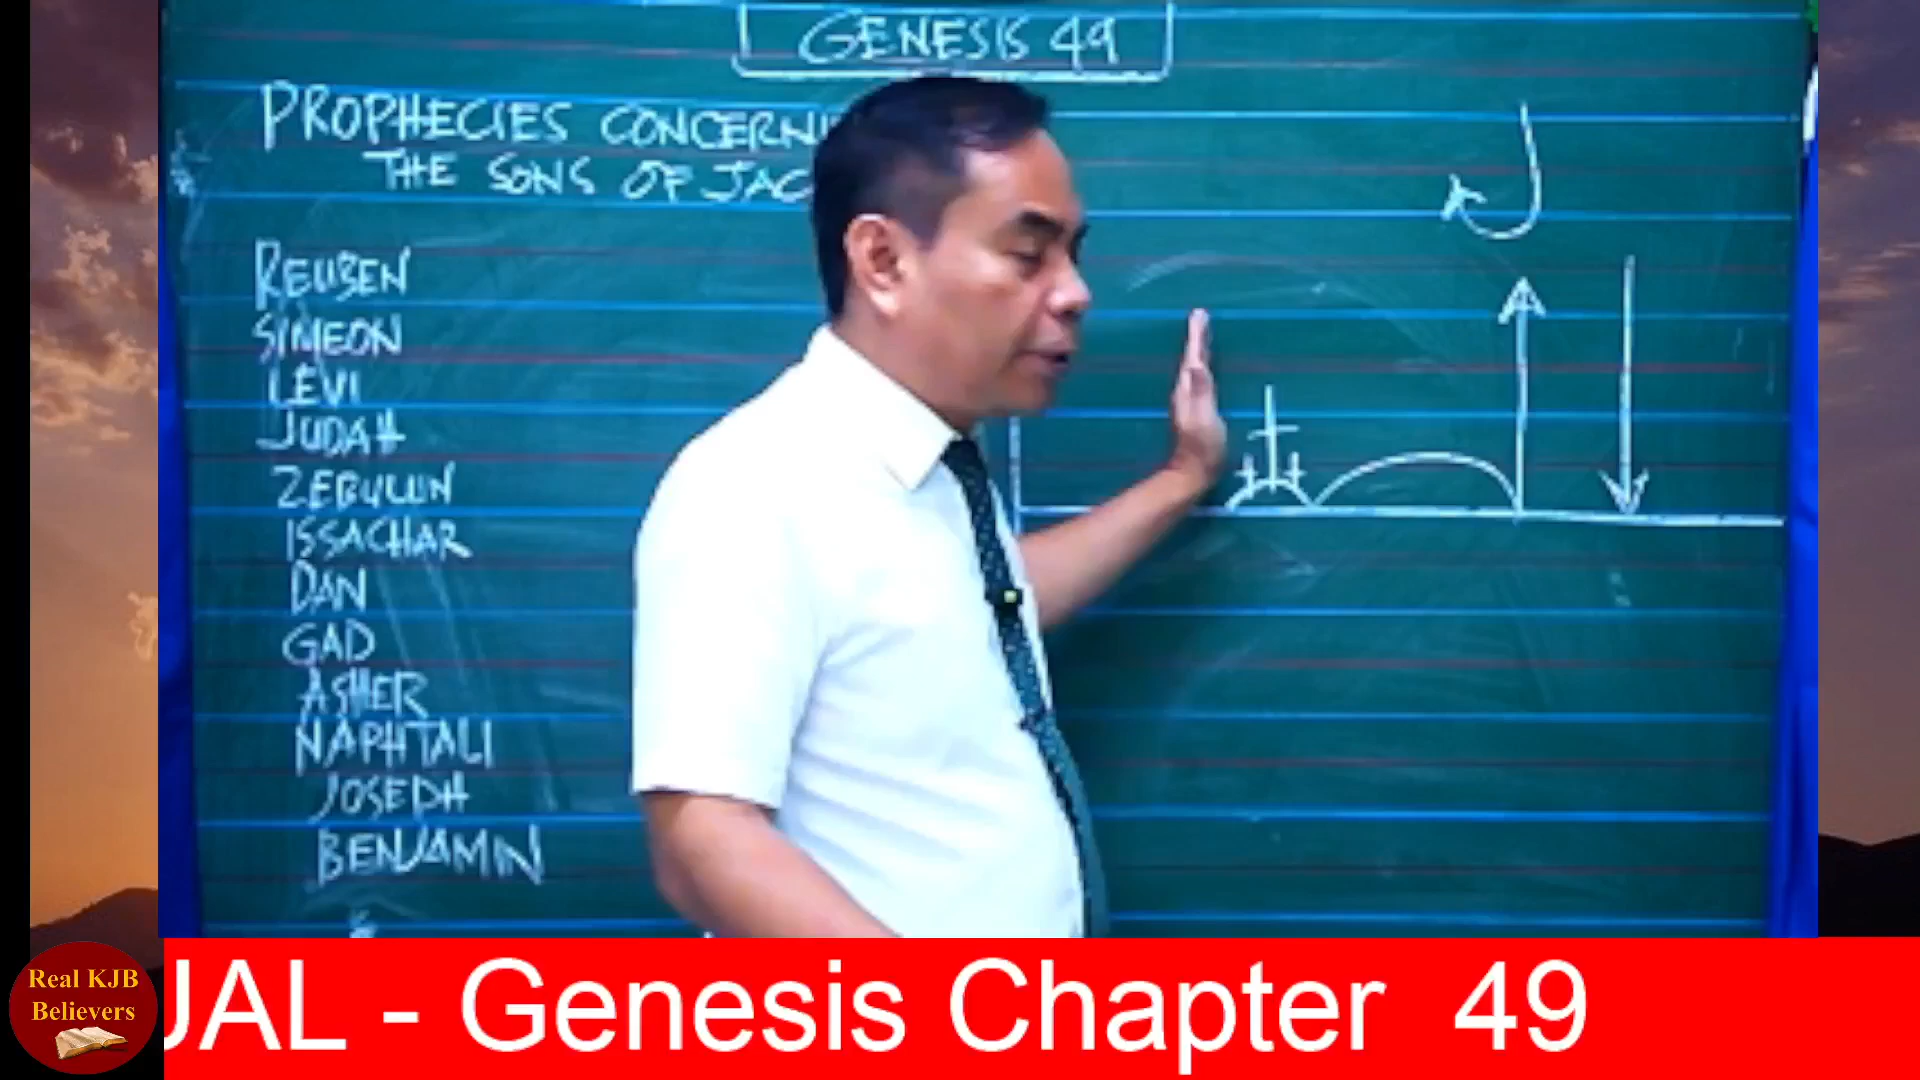 GENESIS 49
PROPHECIES CONCERNI
THE SONS OF JAC
REUBEN
SIMEON
LEVI
JUDAH
ZEBULUN
ISSACHAR
DAN
GAD
ASHER
NAPHTALI
JOSEPH
BENJAMIN
Real KJB
Believers
JAL - Genesis Chapter 49